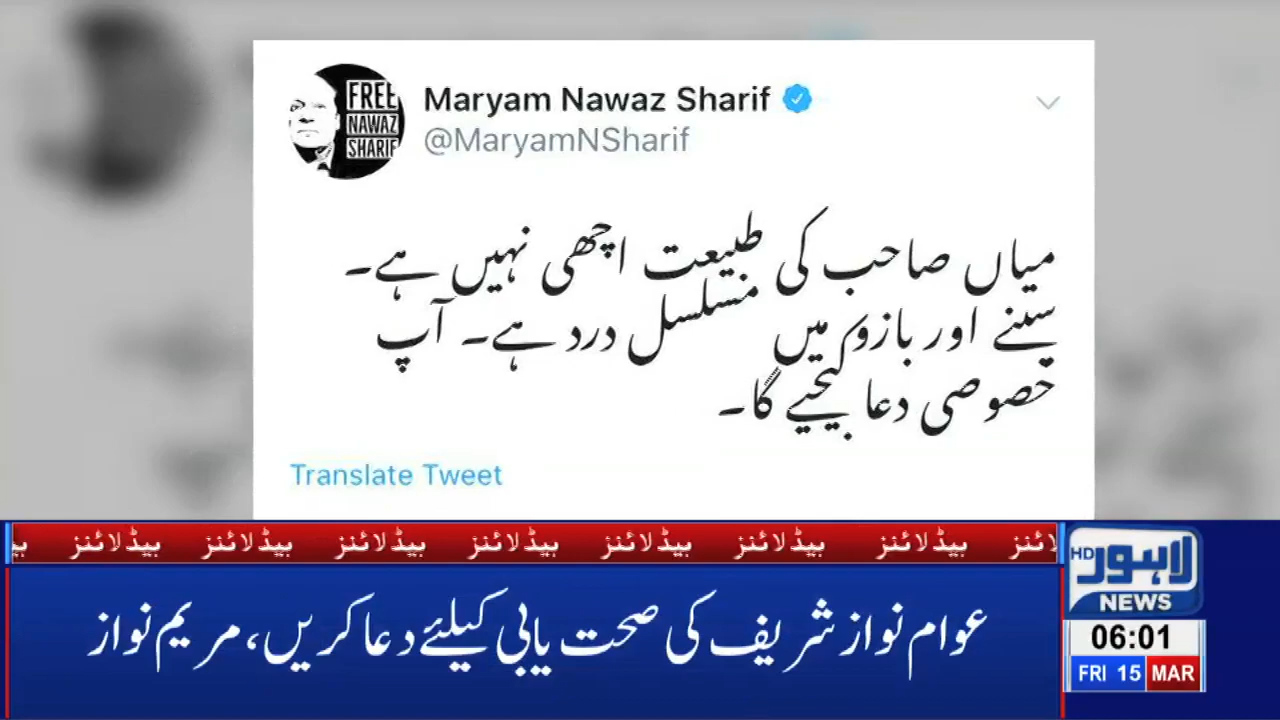 FREE
NAWAZ
SHARIF
Maryam Nawaz Sharif
@MaryamNSharif
میاں صاحب کی طبیعت اچھی نہیں ہے۔
سینے اور بازو میں مسلسل درد ہے۔ آپ
خصوصی دعا کیجیے گا۔
Translate Tweet
ہیڈلائنز ہیڈلائنز ہیڈلائنز ہیڈلائنز ہیڈلائنز ہیڈلائنز ہیڈلائنز
عوام نواز شریف کی صحت یابی کیلئے دعا کریں، مریم نواز
لاہور HD
NEWS
06:01
FRI 15 MAR